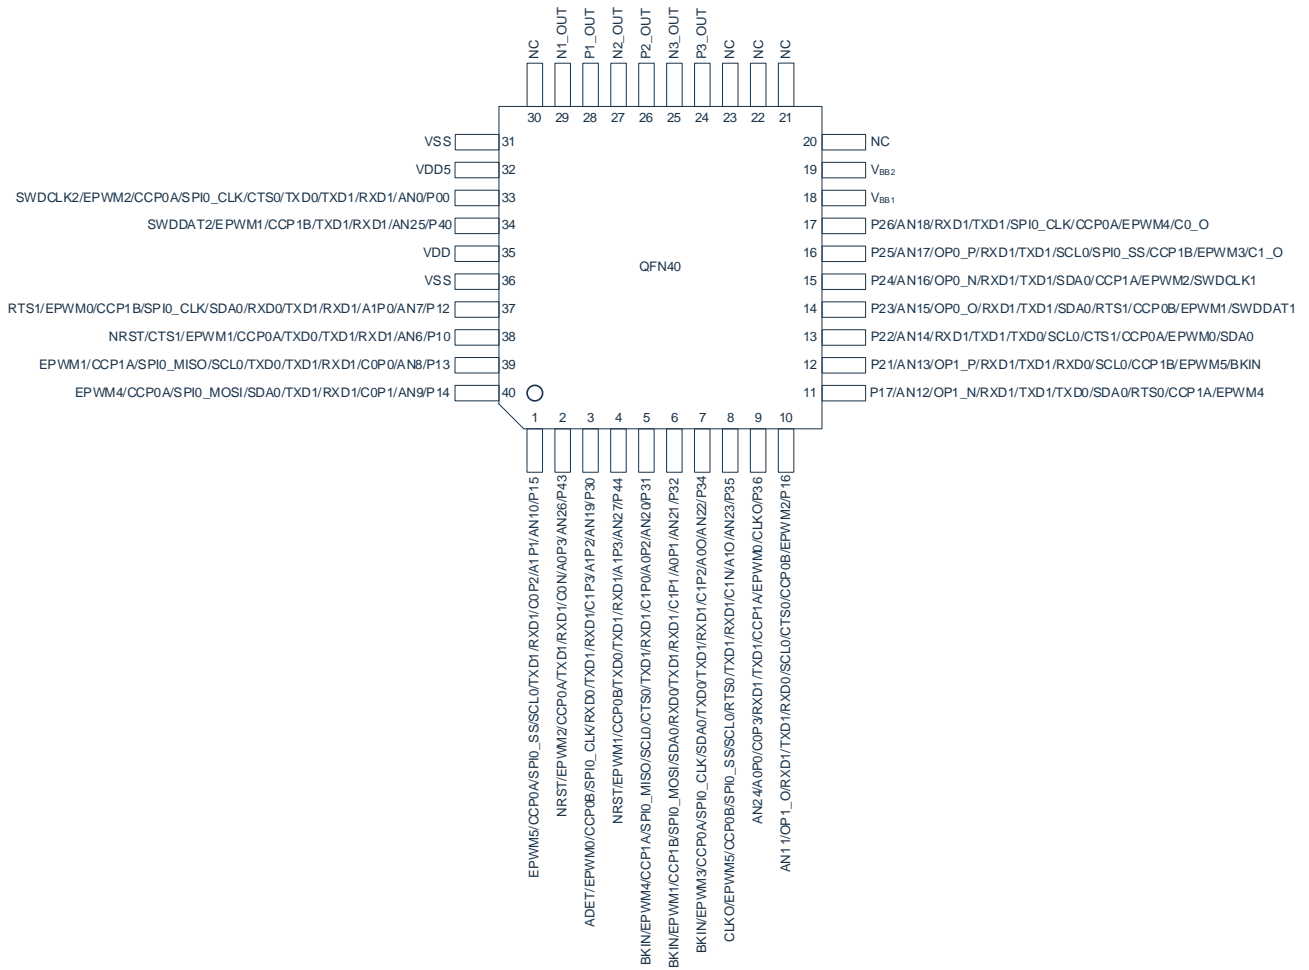 NC
N1_OUT
P1_OUT
N2_OUT
P2_OUT
N3_OUT
P3_OUT
NC
NC
NC
30 29 28 27 26 25 24 23 22 21
VSS 31
VDD5 32
SWDCLK2/EPWM2/CCP0A/SPI0_CLK/CTS0/TXD0/TXD1/RXD1/AN0/P00 33
SWDDAT2/EPWM1/CCP1B/TXD1/RXD1/AN25/P40 34
VDD 35
VSS 36
RTS1/EPWM0/CCP1B/SPI0_CLK/SDA0/RXD0/TXD1/RXD1/A1P0/AN7/P12 37
NRST/CTS1/EPWM1/CCP0A/TXD0/TXD1/RXD1/AN6/P10 38
EPWM1/CCP1A/SPI0_MISO/SCL0/TXD0/TXD1/RXD1/C0P0/AN8/P13 39
EPWM4/CCP0A/SPI0_MOSI/SDA0/TXD1/RXD1/C0P1/AN9/P14 40
QFN40
20 NC
19 VBB2
18 VBB1
17 P26/AN18/RXD1/TXD1/SPI0_CLK/CCP0A/EPWM4/C0_O
16 P25/AN17/OP0_P/RXD1/TXD1/SCL0/SPI0_SS/CCP1B/EPWM3/C1_O
15 P24/AN16/OP0_N/RXD1/TXD1/SDA0/CCP1A/EPWM2/SWDCLK1
14 P23/AN15/OP0_O/RXD1/TXD1/SDA0/RTS1/CCP0B/EPWM1/SWDDAT1
13 P22/AN14/RXD1/TXD1/TXD0/SCL0/CTS1/CCP0A/EPWM0/SDA0
12 P21/AN13/OP1_P/RXD1/TXD1/RXD0/SCL0/CCP1B/EPWM5/BKIN
11 P17/AN12/OP1_N/RXD1/TXD1/TXD0/SDA0/RTS0/CCP1A/EPWM4
1 2 3 4 5 6 7 8 9 10
EPWM5/CCP0A/SPI0_SS/SCL0/TXD1/RXD1/C0P2/A1P1/AN10/P15
NRST/EPWM2/CCP0A/TXD1/RXD1/C0N/A0P3/AN26/P43
ADET/EPWM0/CCP0B/SPI0_CLK/RXD0/TXD1/RXD1/C1P3/A1P2/AN19/P30
NRST/EPWM1/CCP0B/TXD0/TXD1/RXD1/A1P3/AN27/P44
BKIN/EPWM4/CCP1A/SPI0_MISO/SCL0/CTS0/TXD1/RXD1/C1P0/A0P2/AN20/P31
BKIN/EPWM1/CCP1B/SPI0_MOSI/SDA0/RXD0/TXD1/RXD1/C1P1/A0P1/AN21/P32
BKIN/EPWM3/CCP0A/SPI0_CLK/SDA0/TXD0/TXD1/RXD1/C1P2/A0O/AN22/P34
CLKO/EPWM5/CCP0B/SPI0_SS/SCL0/RTS0/TXD1/RXD1/C1N/A1O/AN23/P35
AN24/A0P0/C0P3/RXD1/TXD1/CCP1A/EPWM0/CLKO/P36
AN11/OP1_O/RXD1/TXD1/RXD0/SCL0/CTS0/CCP0B/EPWM2/P16